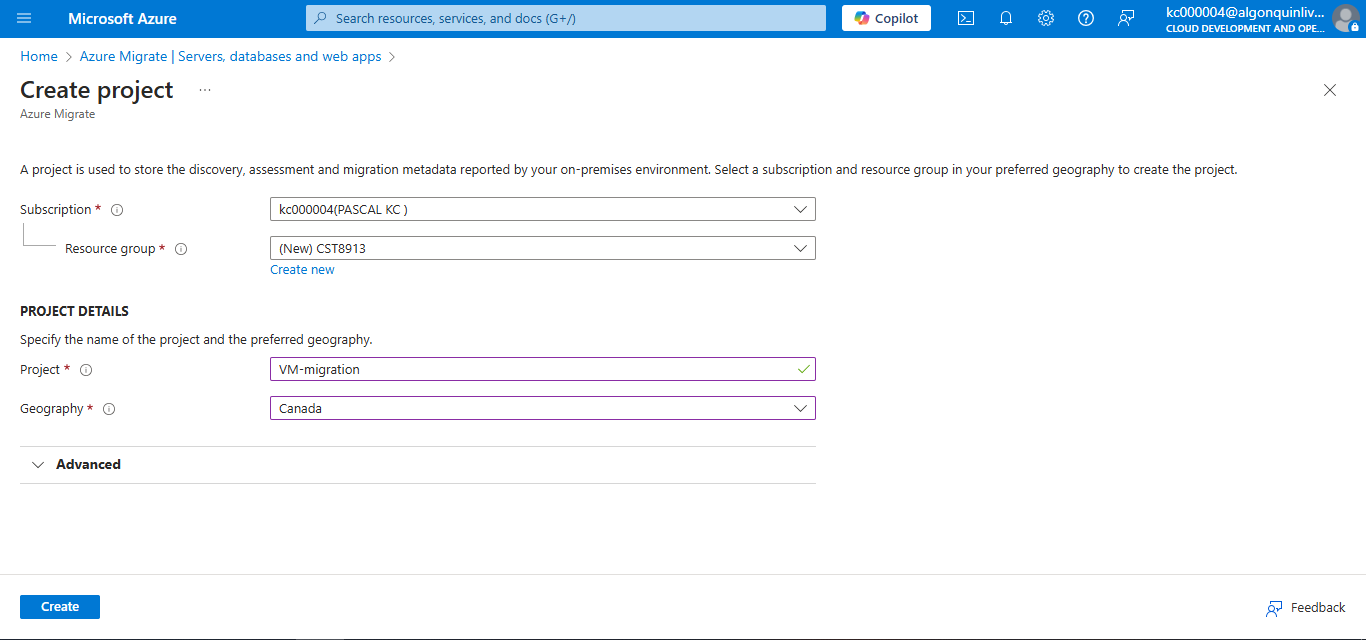 Microsoft Azure
Search resources, services, and docs (G+/)
Copilot
kc000004@algonquinliv...
CLOUD DEVELOPMENT AND OPE...
Home > Azure Migrate | Servers, databases and web apps >
Create project ...
Azure Migrate
A project is used to store the discovery, assessment and migration metadata reported by your on-premises environment. Select a subscription and resource group in your preferred geography to create the project.
Subscription * kc000004(PASCAL KC )
Resource group * (New) CST8913
Create new
PROJECT DETAILS
Specify the name of the project and the preferred geography.
Project * VM-migration
Geography * Canada
Advanced
Create
Feedback